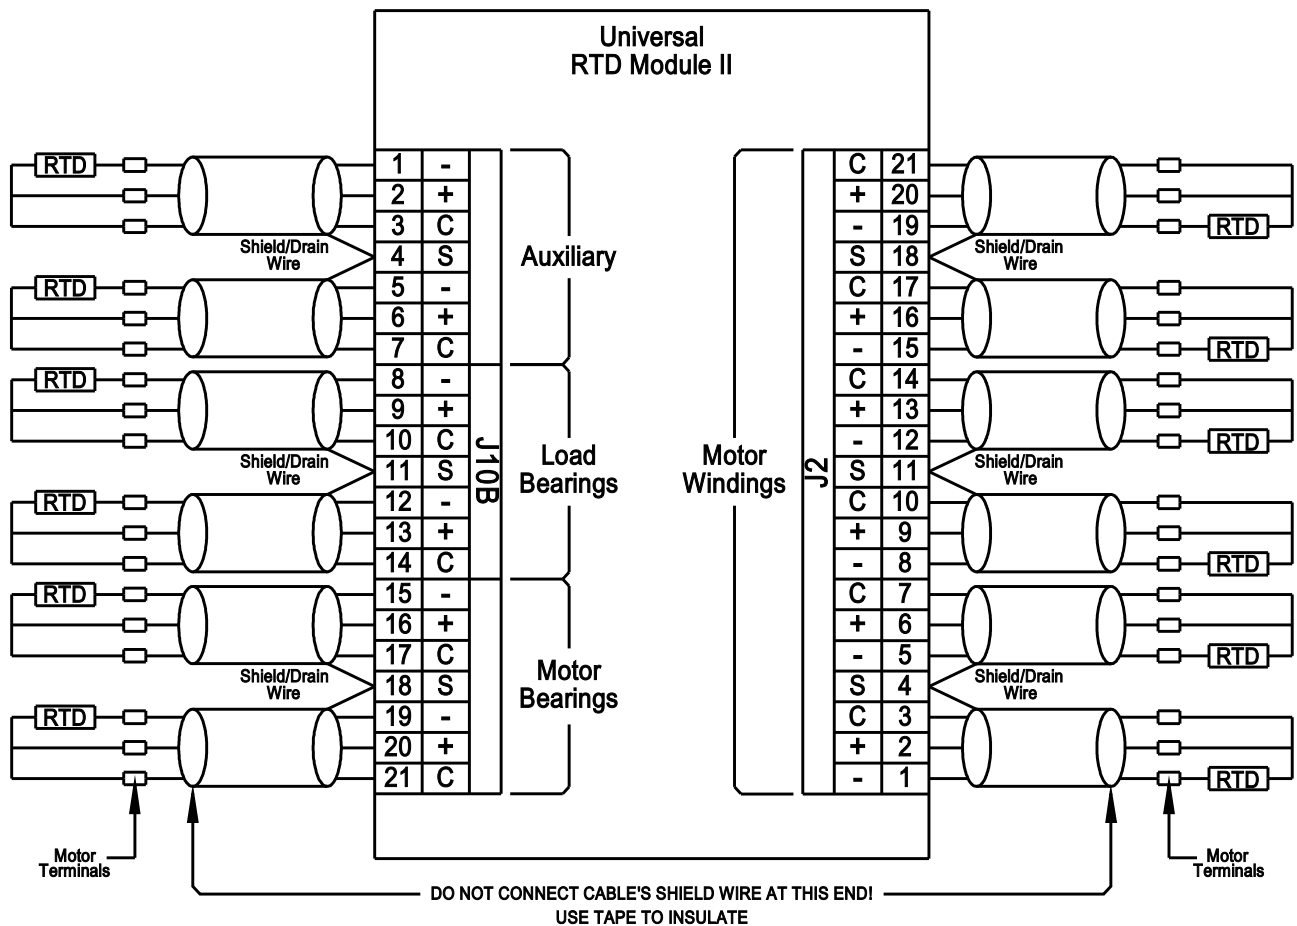 Universal
RTD Module II
RTD 1 - C 21
2 + + 20
3 C - 19 RTD
Shield/Drain
Wire
4 S
Auxiliary
S 18
Shield/Drain
Wire
RTD 5 - C 17
6 + + 16
7 C - 15 RTD
RTD 8 - C 14
9 + + 13
10 C - 12 RTD
Shield/Drain
Wire
11 S
J10B
Load
Bearings
Motor
Windings
J2
S 11
Shield/Drain
Wire
RTD 12 - C 10
13 + + 9
14 C - 8 RTD
RTD 15 - C 7
16 + + 6
17 C - 5 RTD
Shield/Drain
Wire
18 S
Motor
Bearings
S 4
Shield/Drain
Wire
RTD 19 - C 3
20 + + 2
21 C - 1 RTD
Motor
Terminals
Motor
Terminals
DO NOT CONNECT CABLE'S SHIELD WIRE AT THIS END!
USE TAPE TO INSULATE